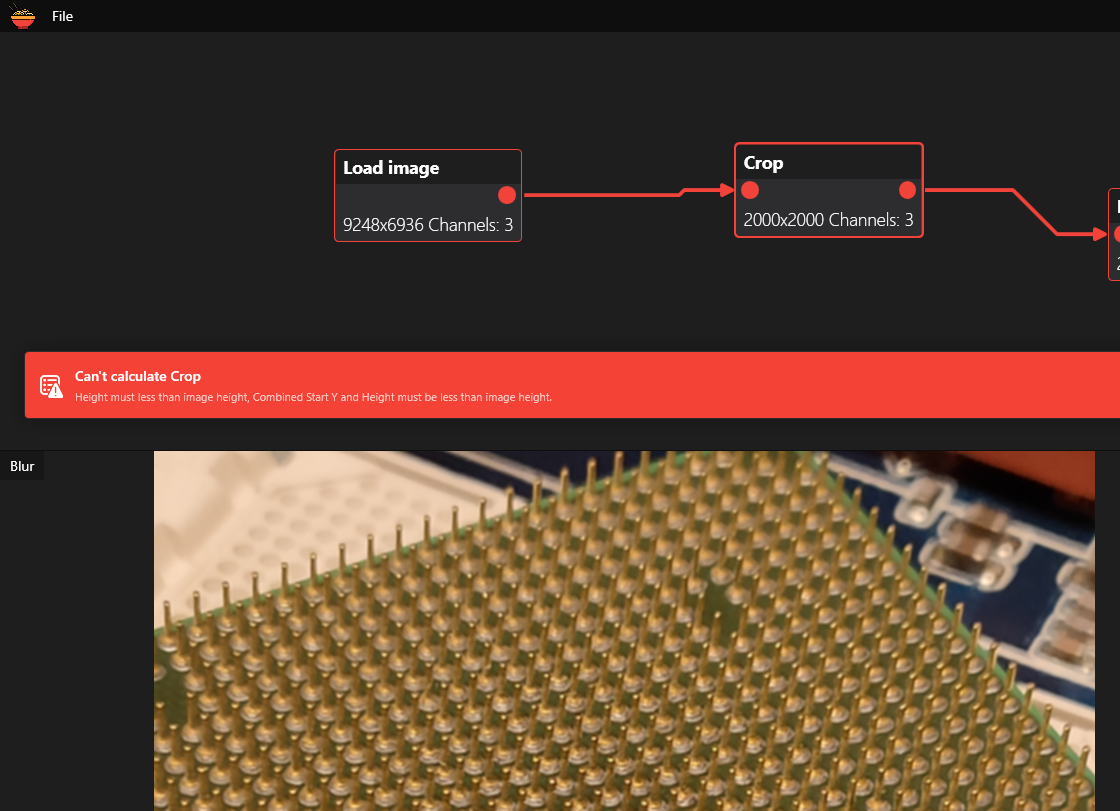 File
Load image
9248x6936 Channels: 3
Crop
2000x2000 Channels: 3
Can't calculate Crop
Height must less than image height, Combined Start Y and Height must be less than image height.
Blur